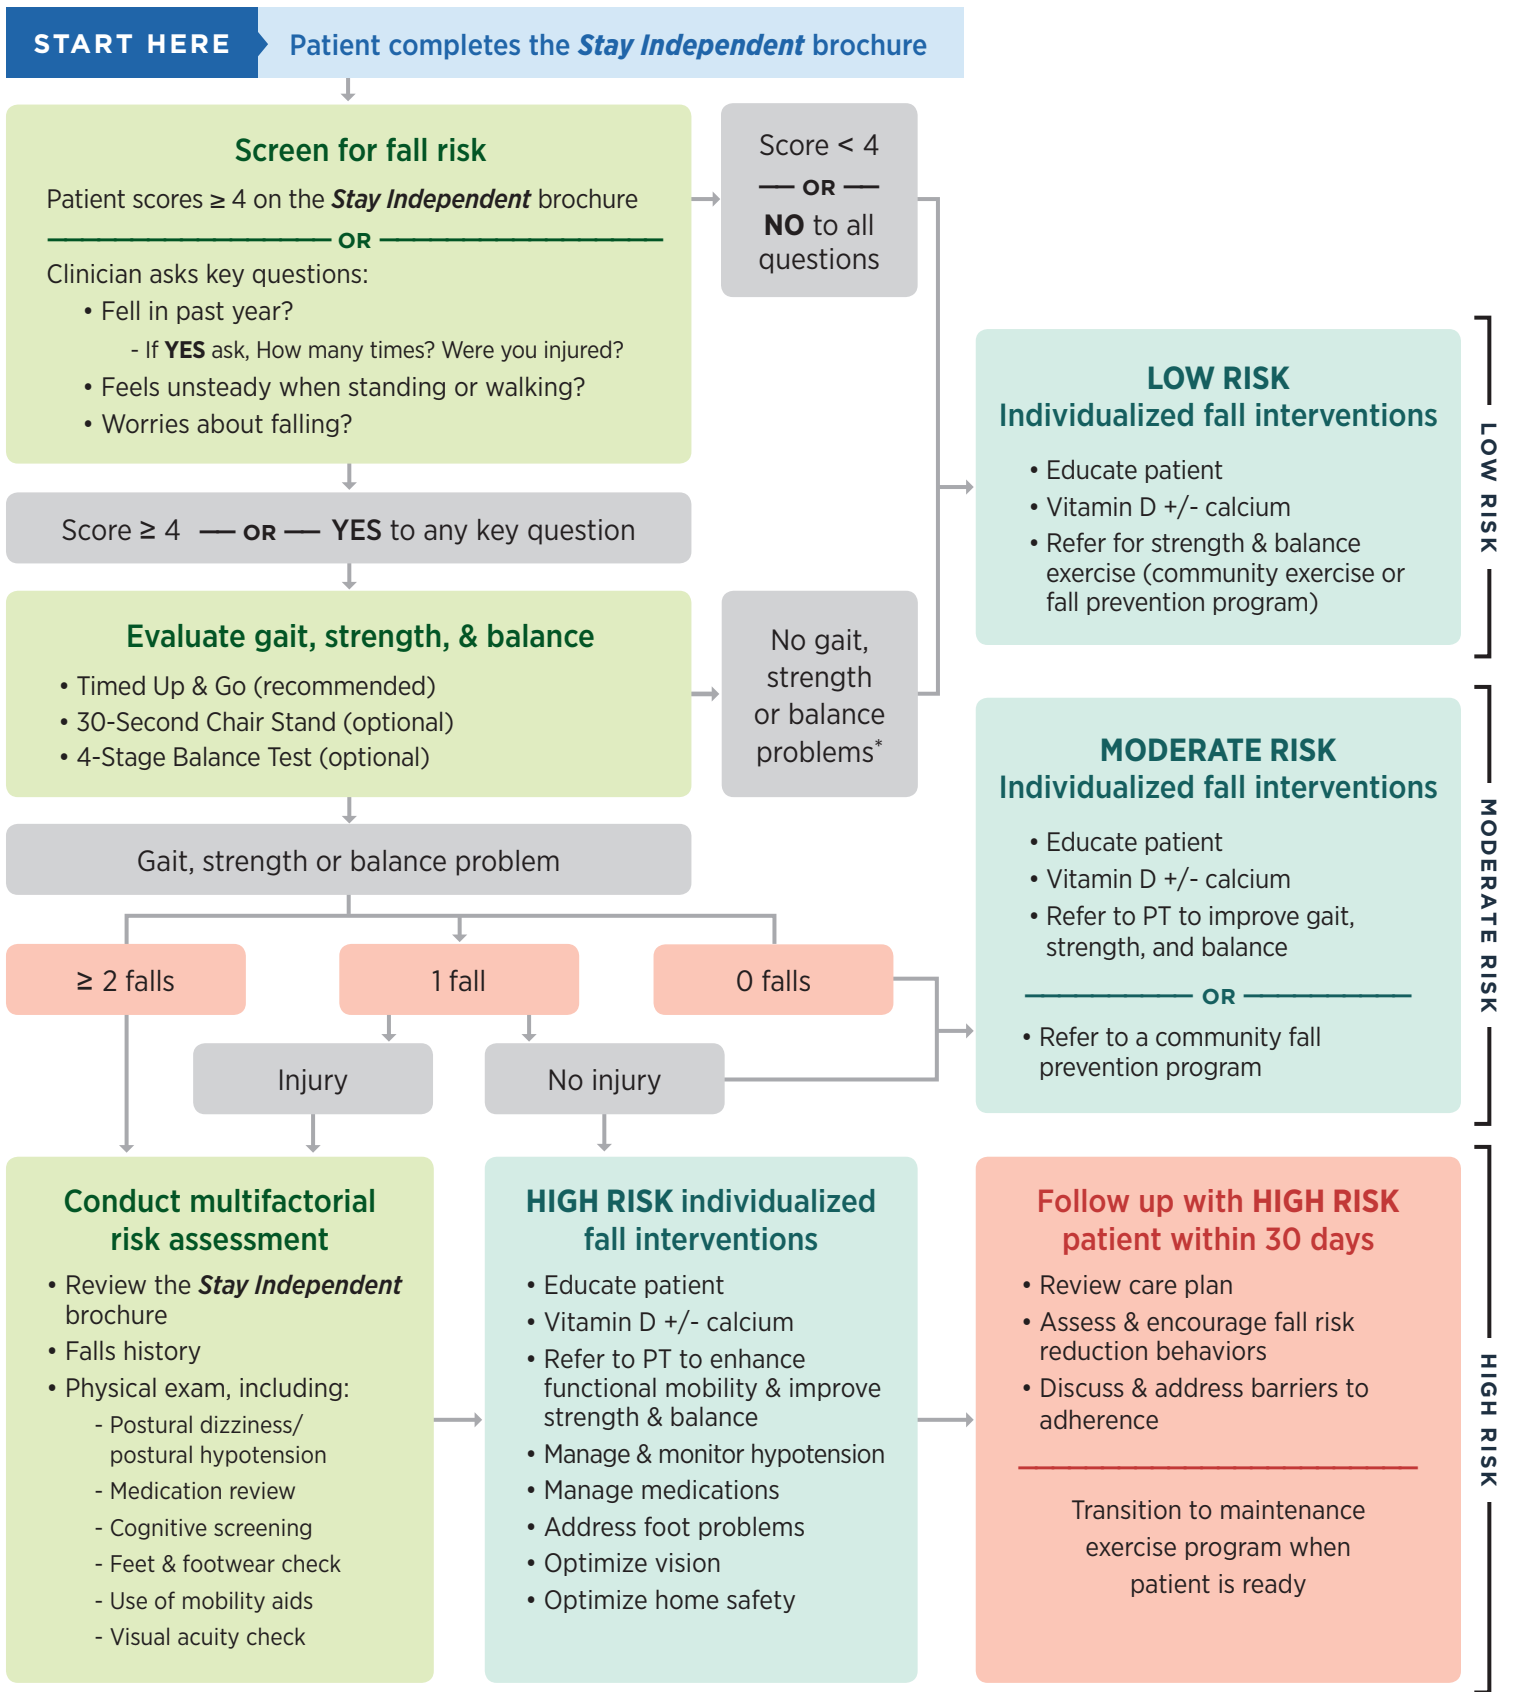 START HERE
Patient completes the Stay Independent brochure
Screen for fall risk
Patient scores ≥ 4 on the Stay Independent brochure
OR
Clinician asks key questions:
• Fell in past year?
- If YES ask, How many times? Were you injured?
• Feels unsteady when standing or walking?
• Worries about falling?
Score < 4
OR
NO to all
questions
Score ≥ 4 OR YES to any key question
Evaluate gait, strength, & balance
• Timed Up & Go (recommended)
• 30-Second Chair Stand (optional)
• 4-Stage Balance Test (optional)
No gait,
strength
or balance
problems*
LOW RISK
Individualized fall interventions
• Educate patient
• Vitamin D +/- calcium
• Refer for strength & balance
exercise (community exercise or
fall prevention program)
LOW RISK
Gait, strength or balance problem
≥ 2 falls
1 fall
0 falls
Injury
No injury
MODERATE RISK
Individualized fall interventions
• Educate patient
• Vitamin D +/- calcium
• Refer to PT to improve gait,
strength, and balance
OR
• Refer to a community fall
prevention program
MODERATE RISK
Conduct multifactorial
risk assessment
• Review the Stay Independent
brochure
• Falls history
• Physical exam, including:
- Postural dizziness/
postural hypotension
- Medication review
- Cognitive screening
- Feet & footwear check
- Use of mobility aids
- Visual acuity check
HIGH RISK individualized
fall interventions
• Educate patient
• Vitamin D +/- calcium
• Refer to PT to enhance
functional mobility & improve
strength & balance
• Manage & monitor hypotension
• Manage medications
• Address foot problems
• Optimize vision
• Optimize home safety
Follow up with HIGH RISK
patient within 30 days
• Review care plan
• Assess & encourage fall risk
reduction behaviors
• Discuss & address barriers to
adherence
Transition to maintenance
exercise program when
patient is ready
HIGH RISK